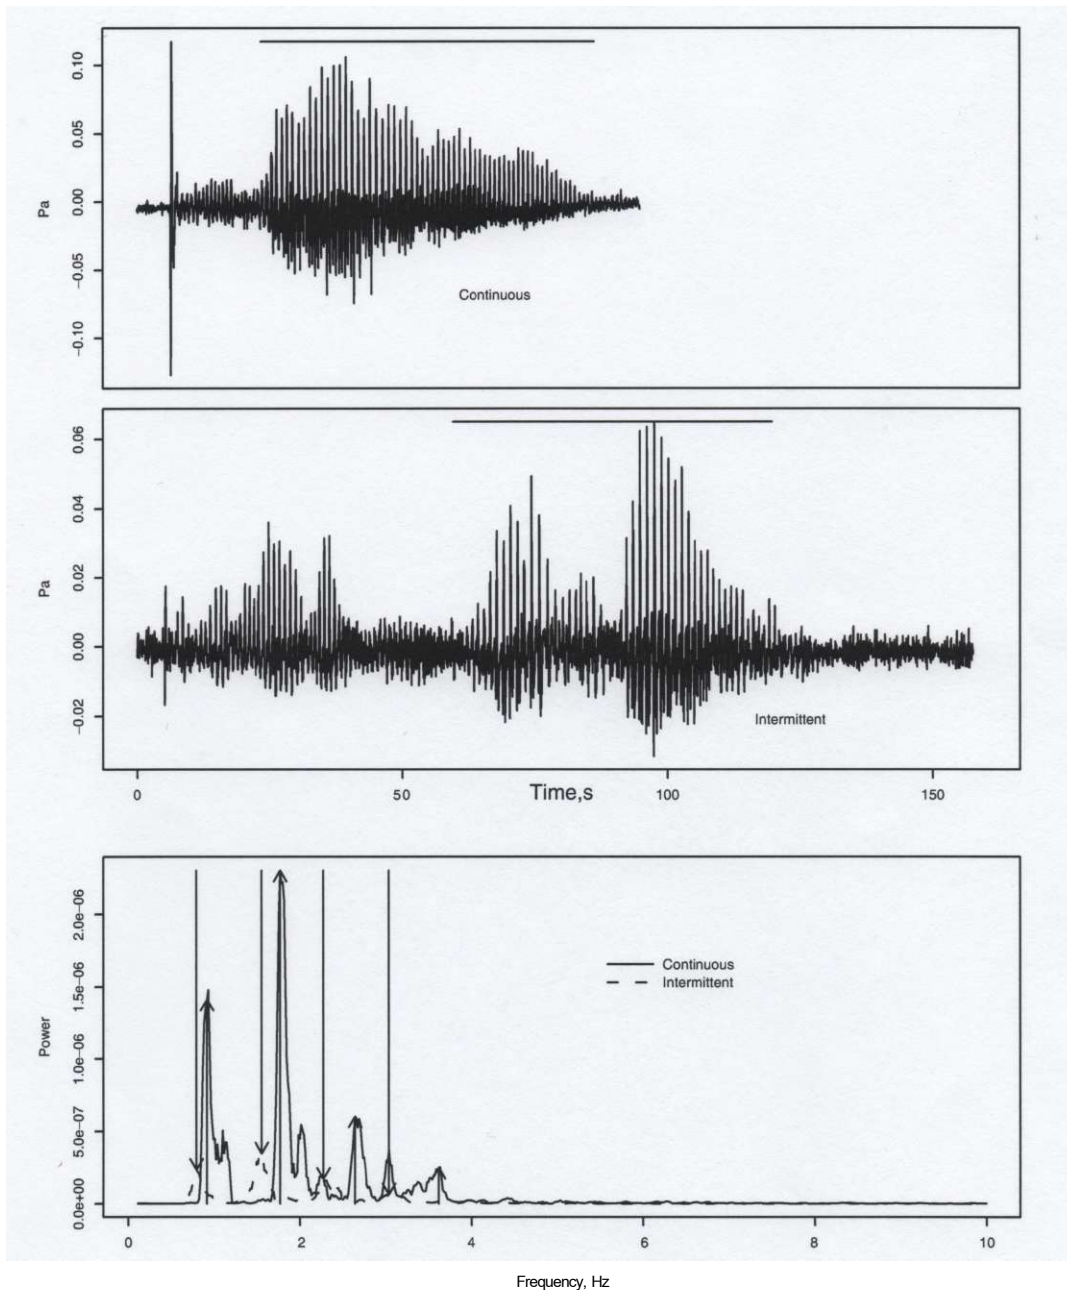 0.10
0.05
0.00
−0.05
−0.10
Pa
Continuous
0.06
0.04
0.02
0.00
−0.02
Pa
Intermittent
0 50 100 150
Time,s
2.0e−06
1.5e−06
1.0e−06
5.0e−07
0.0e+00
Power
Continuous
Intermittent
0 2 4 6 8 10
Frequency, Hz